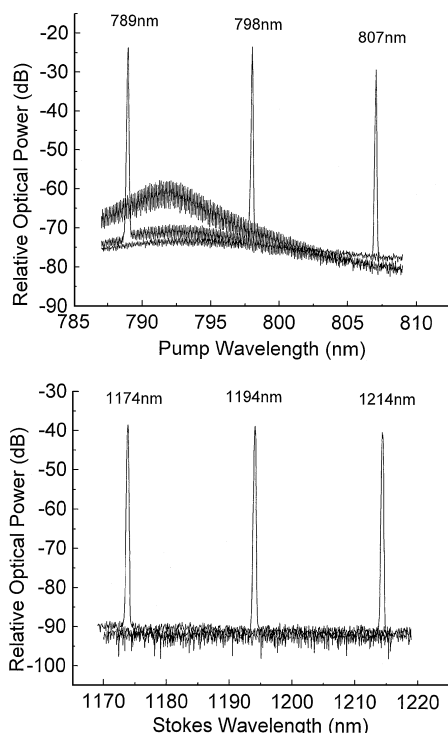 789nm 798nm 807nm
-20
-30
-40
-50
-60
-70
-80
-90
Relative Optical Power (dB)
785 790 795 800 805 810
Pump Wavelength (nm)
-30
-40
-50
-60
-70
-80
-90
-100
Relative Optical Power (dB)
1174nm 1194nm 1214nm
1170 1180 1190 1200 1210 1220
Stokes Wavelength (nm)